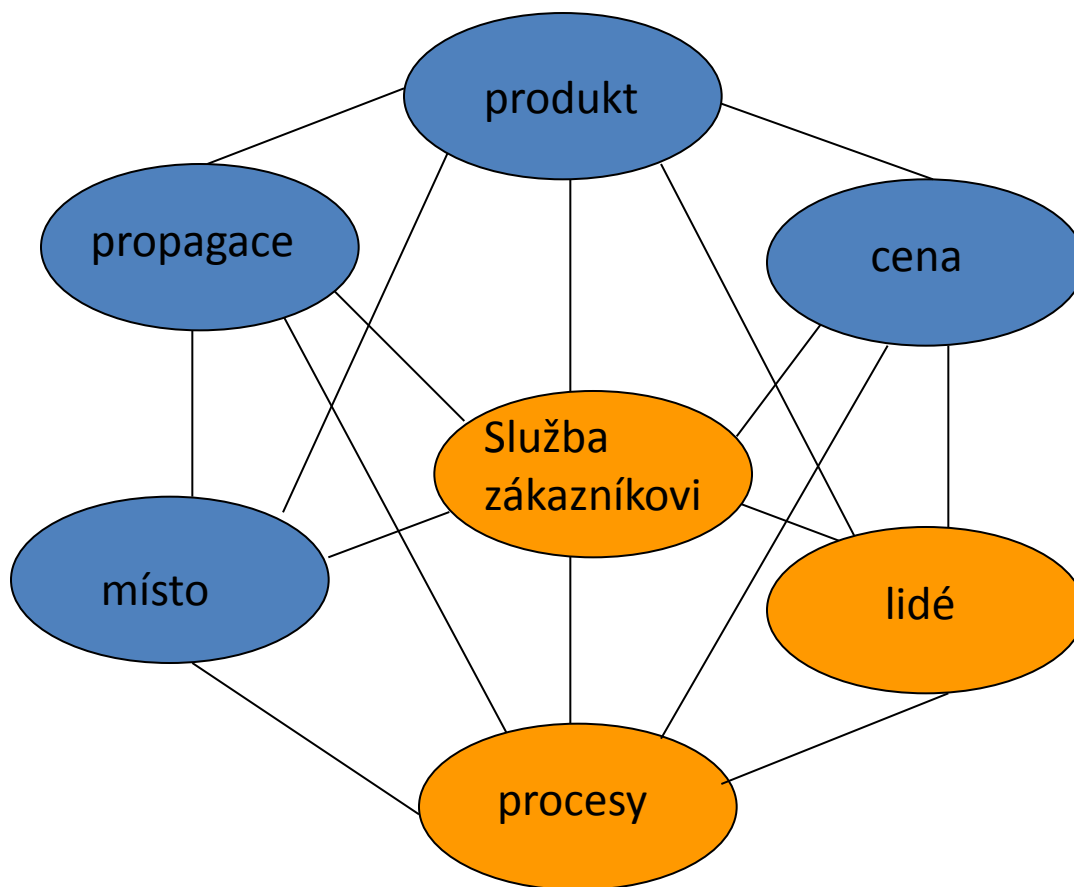 produkt
propagace
cena
Služba
zákazníkovi
místo
lidé
procesy